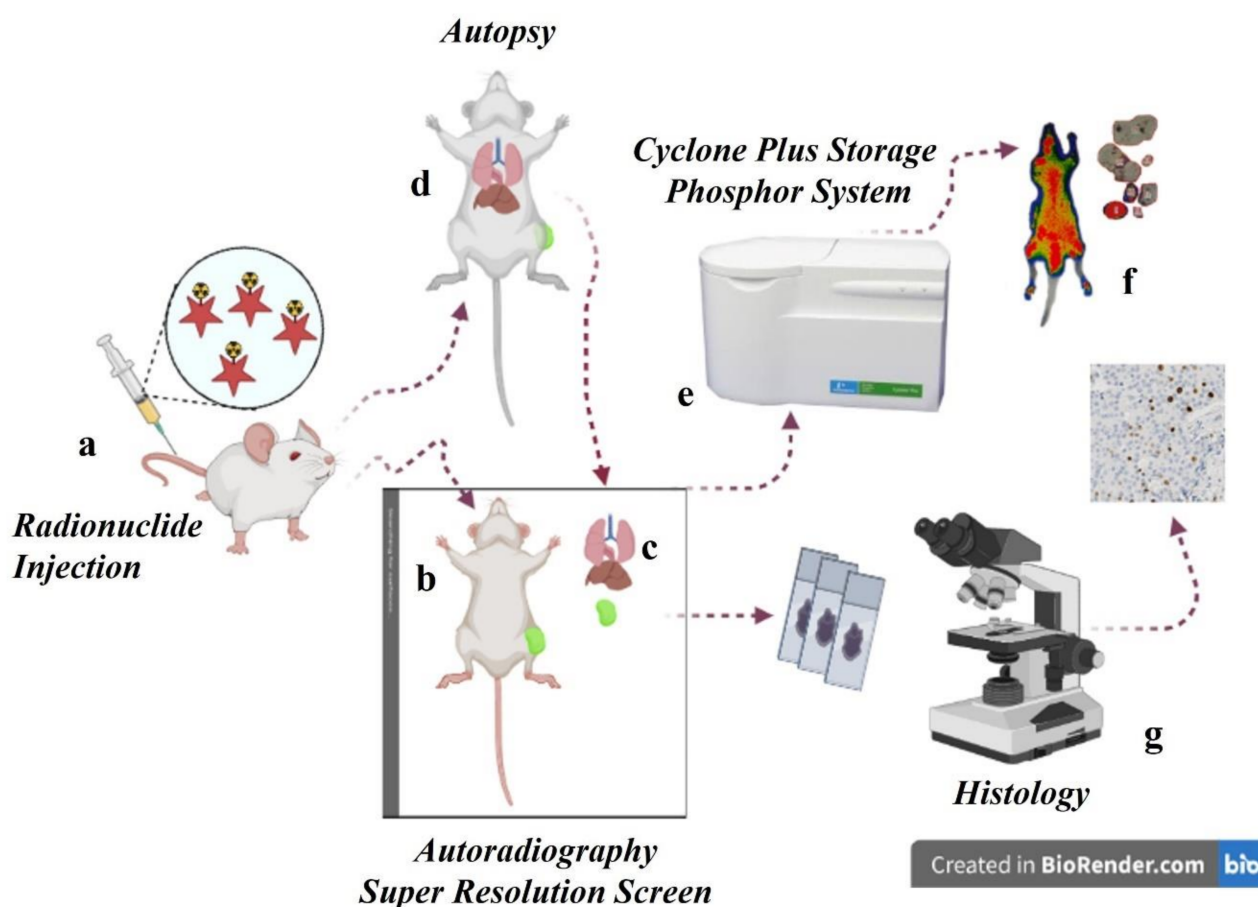 Autopsy
d
Cyclone Plus Storage
Phosphor System
f
e
a
Radionuclide
Injection
b
c
g
Histology
Autoradiography
Super Resolution Screen
Created in BioRender.com
bio